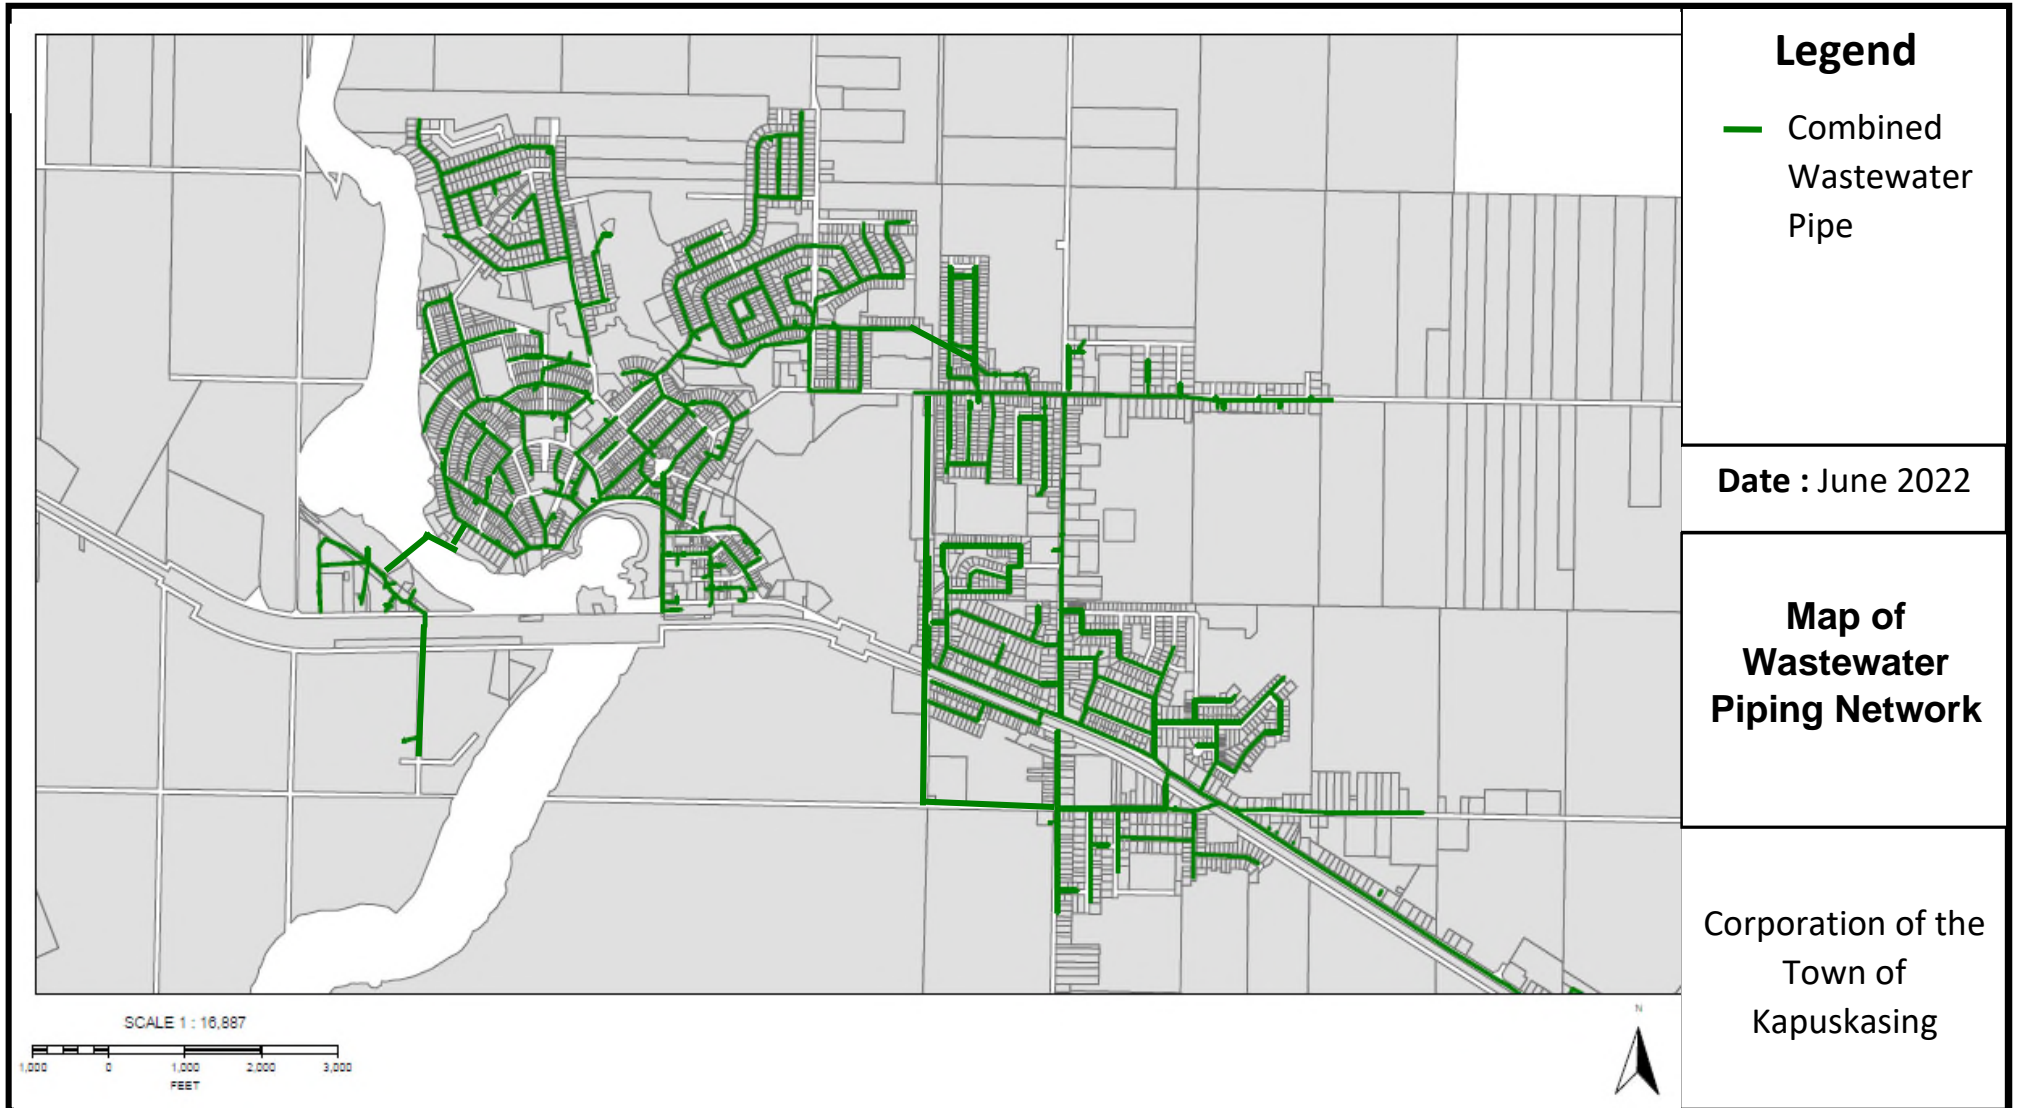 Legend
Combined
Wastewater
Pipe
Date : June 2022
Map of
Wastewater
Piping Network
Corporation of the
Town of
Kapuskasing
SCALE 1 : 16,887
1,000 0 1,000 2,000 3,000
FEET
N